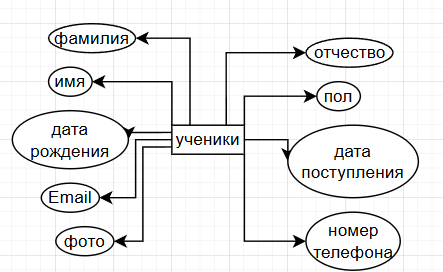 фамилия
отчество
имя
пол
дата
рождения
ученики
дата
поступления
Email
фото
номер
телефона